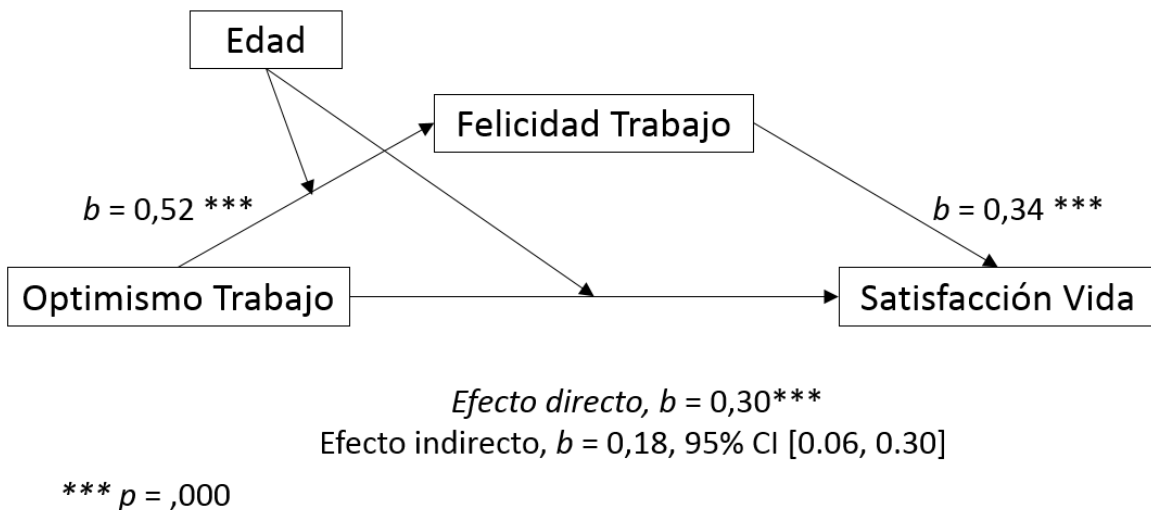 Edad
Felicidad Trabajo
b = 0,52 ***
b = 0,34 ***
Optimismo Trabajo
Satisfacción Vida
Efecto directo, b = 0,30***
Efecto indirecto, b = 0,18, 95% CI [0.06, 0.30]
*** p = ,000